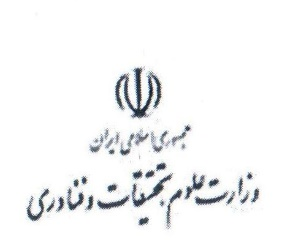 جمهوری اسلامی ایران
وزارت علوم تحقیقات و فناوری